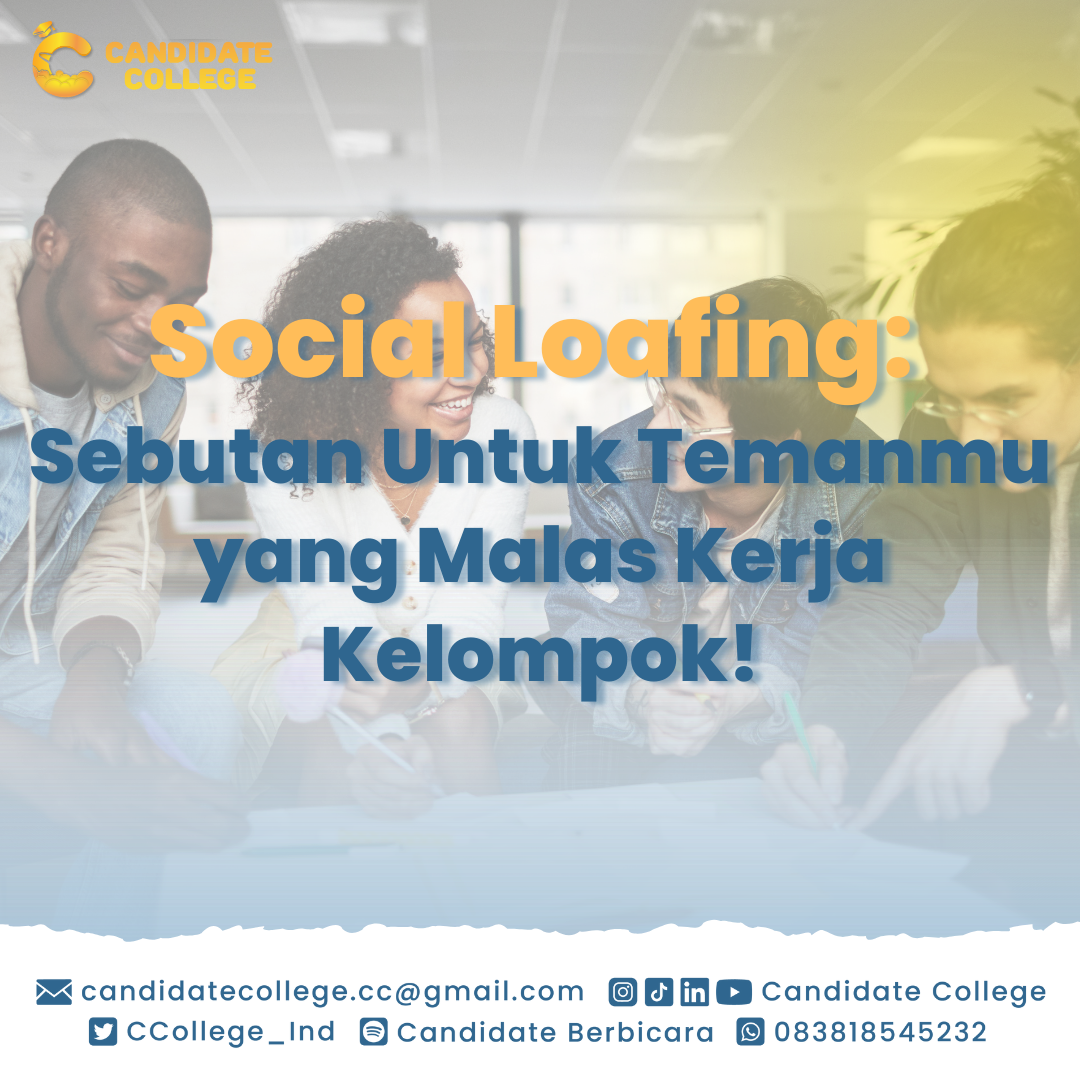 CANDIDATE
COLLEGE
Social Loafing:
Sebutan Untuk Temanmu
yang Malas Kerja
Kelompok!
candidatecollege.cc@gmail.com Candidate College
CCollege_Ind Candidate Berbicara 083818545232